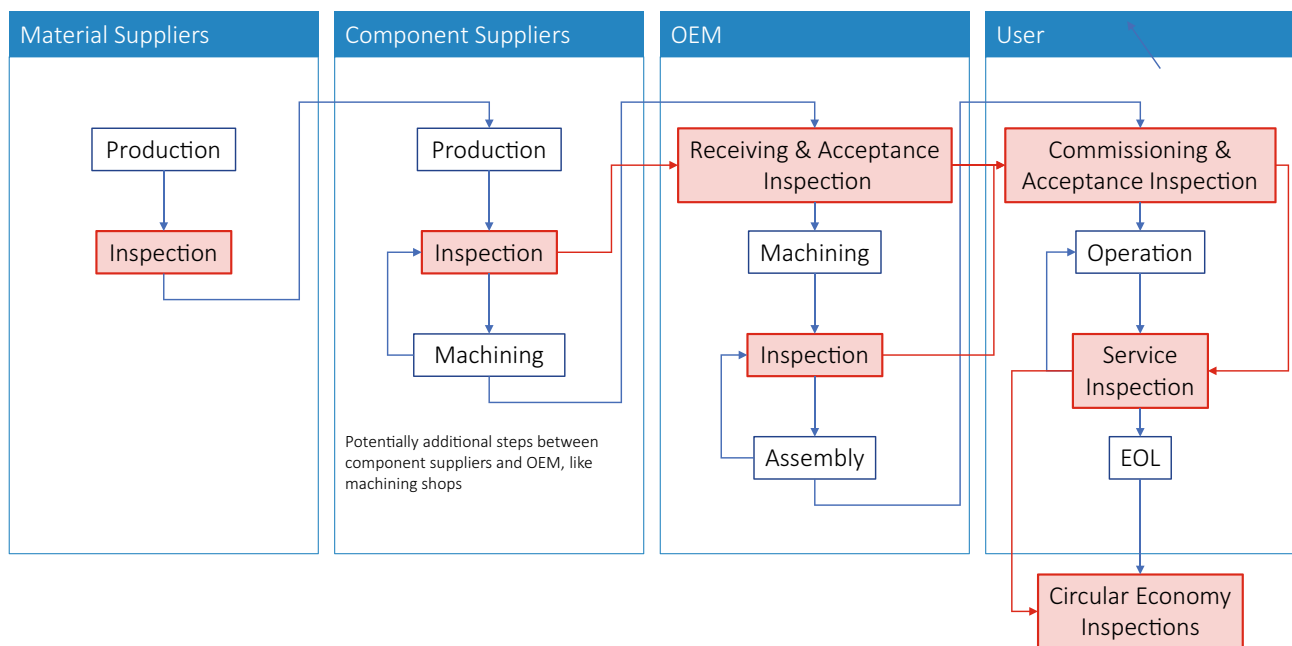 Material Suppliers
Production
Inspection
Component Suppliers
Production
Inspection
Machining
Potentially additional steps between
component suppliers and OEM, like
machining shops
OEM
Receiving & Acceptance
Inspection
Machining
Inspection
Assembly
User
Commissioning &
Acceptance Inspection
Operation
Service
Inspection
EOL
Circular Economy
Inspections